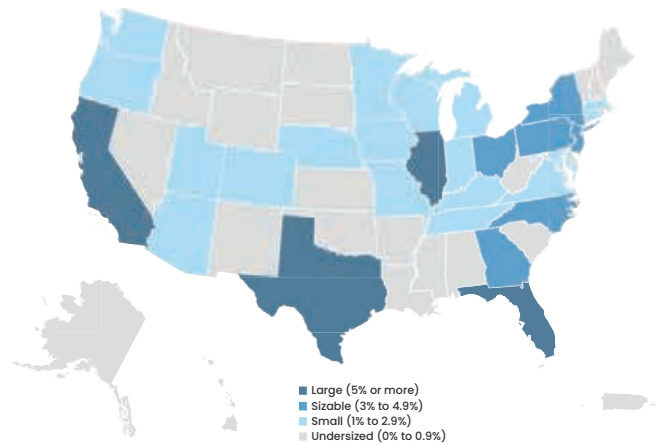 Large (5% or more)
Sizable (3% to 4.9%)
Small (1% to 2.9%)
Undersized (0% to 0.9%)